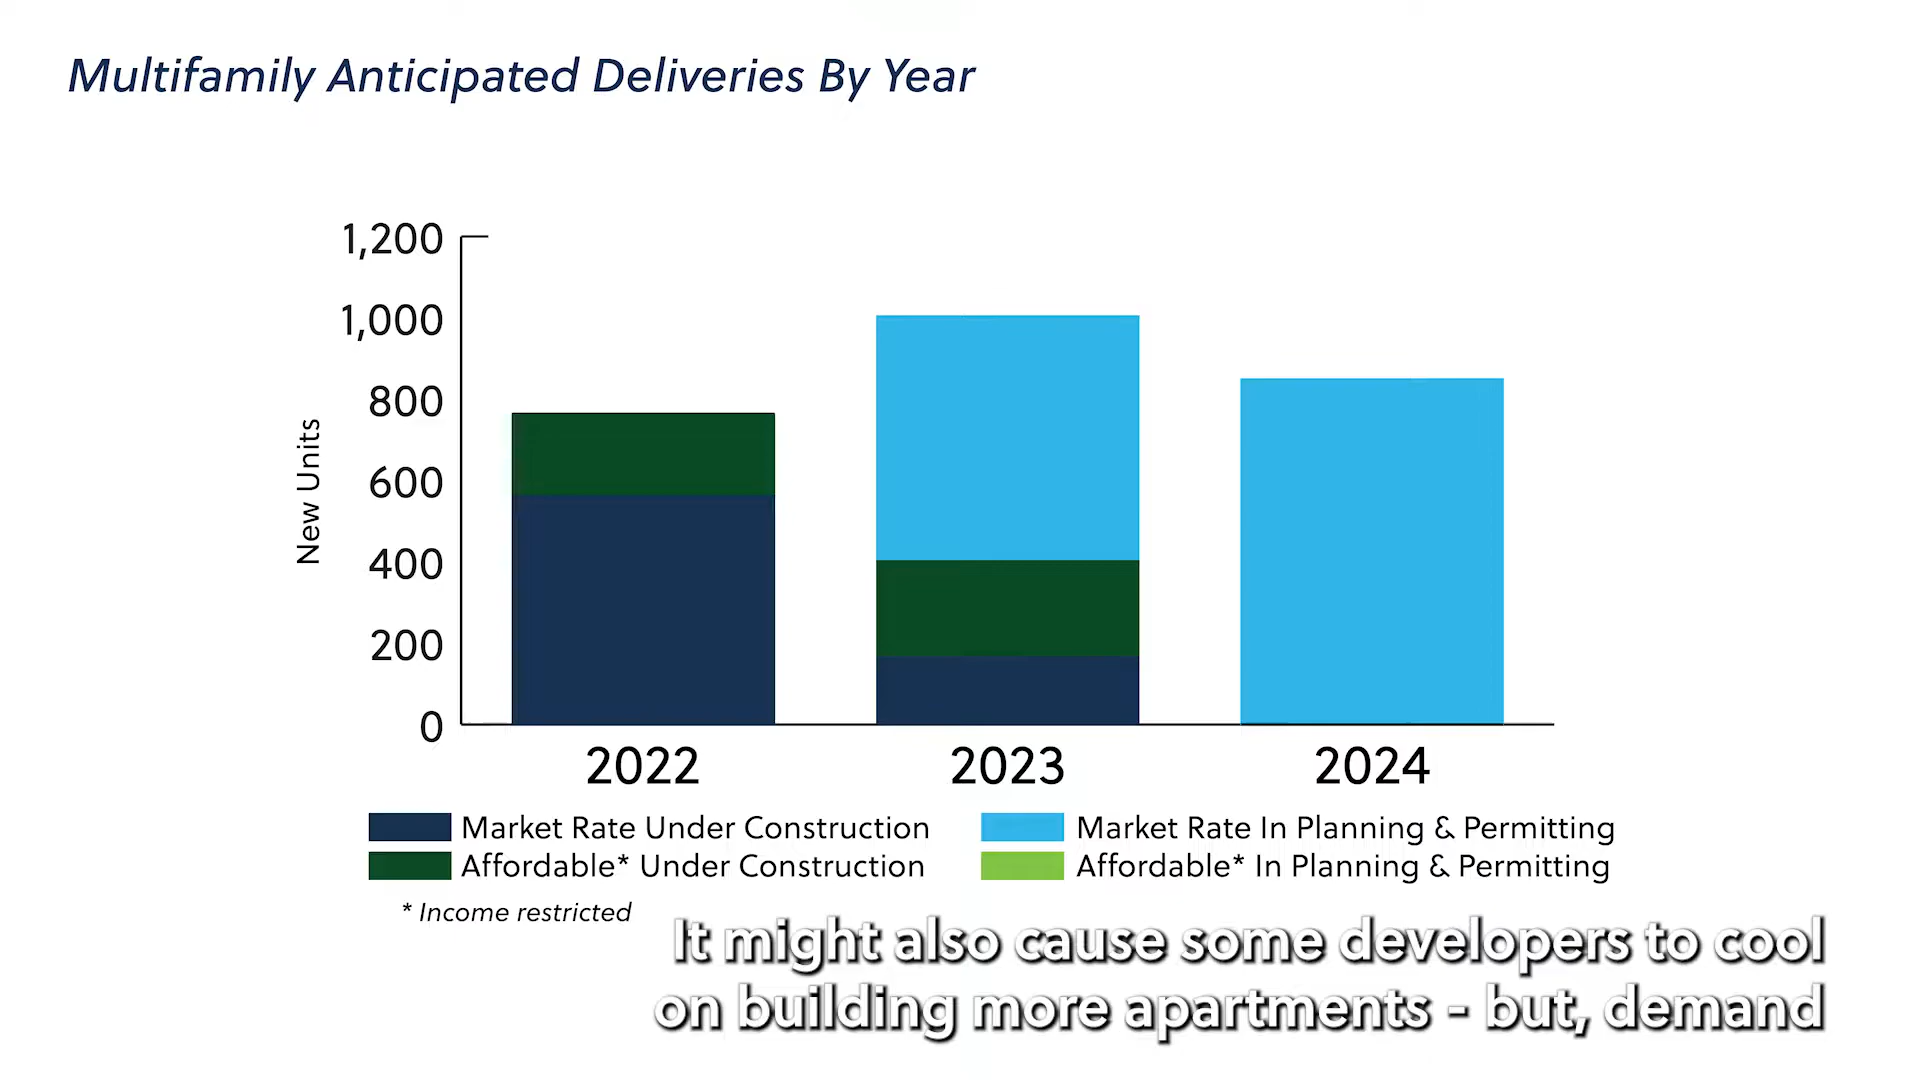 Multifamily Anticipated Deliveries By Year
1,200
1,000
800
600
400
200
0
New Units
2022
2023
2024
Market Rate Under Construction
Market Rate In Planning & Permitting
Affordable* Under Construction
Affordable* In Planning & Permitting
* Income restricted
It might also cause some developers to cool
on building more apartments - but, demand